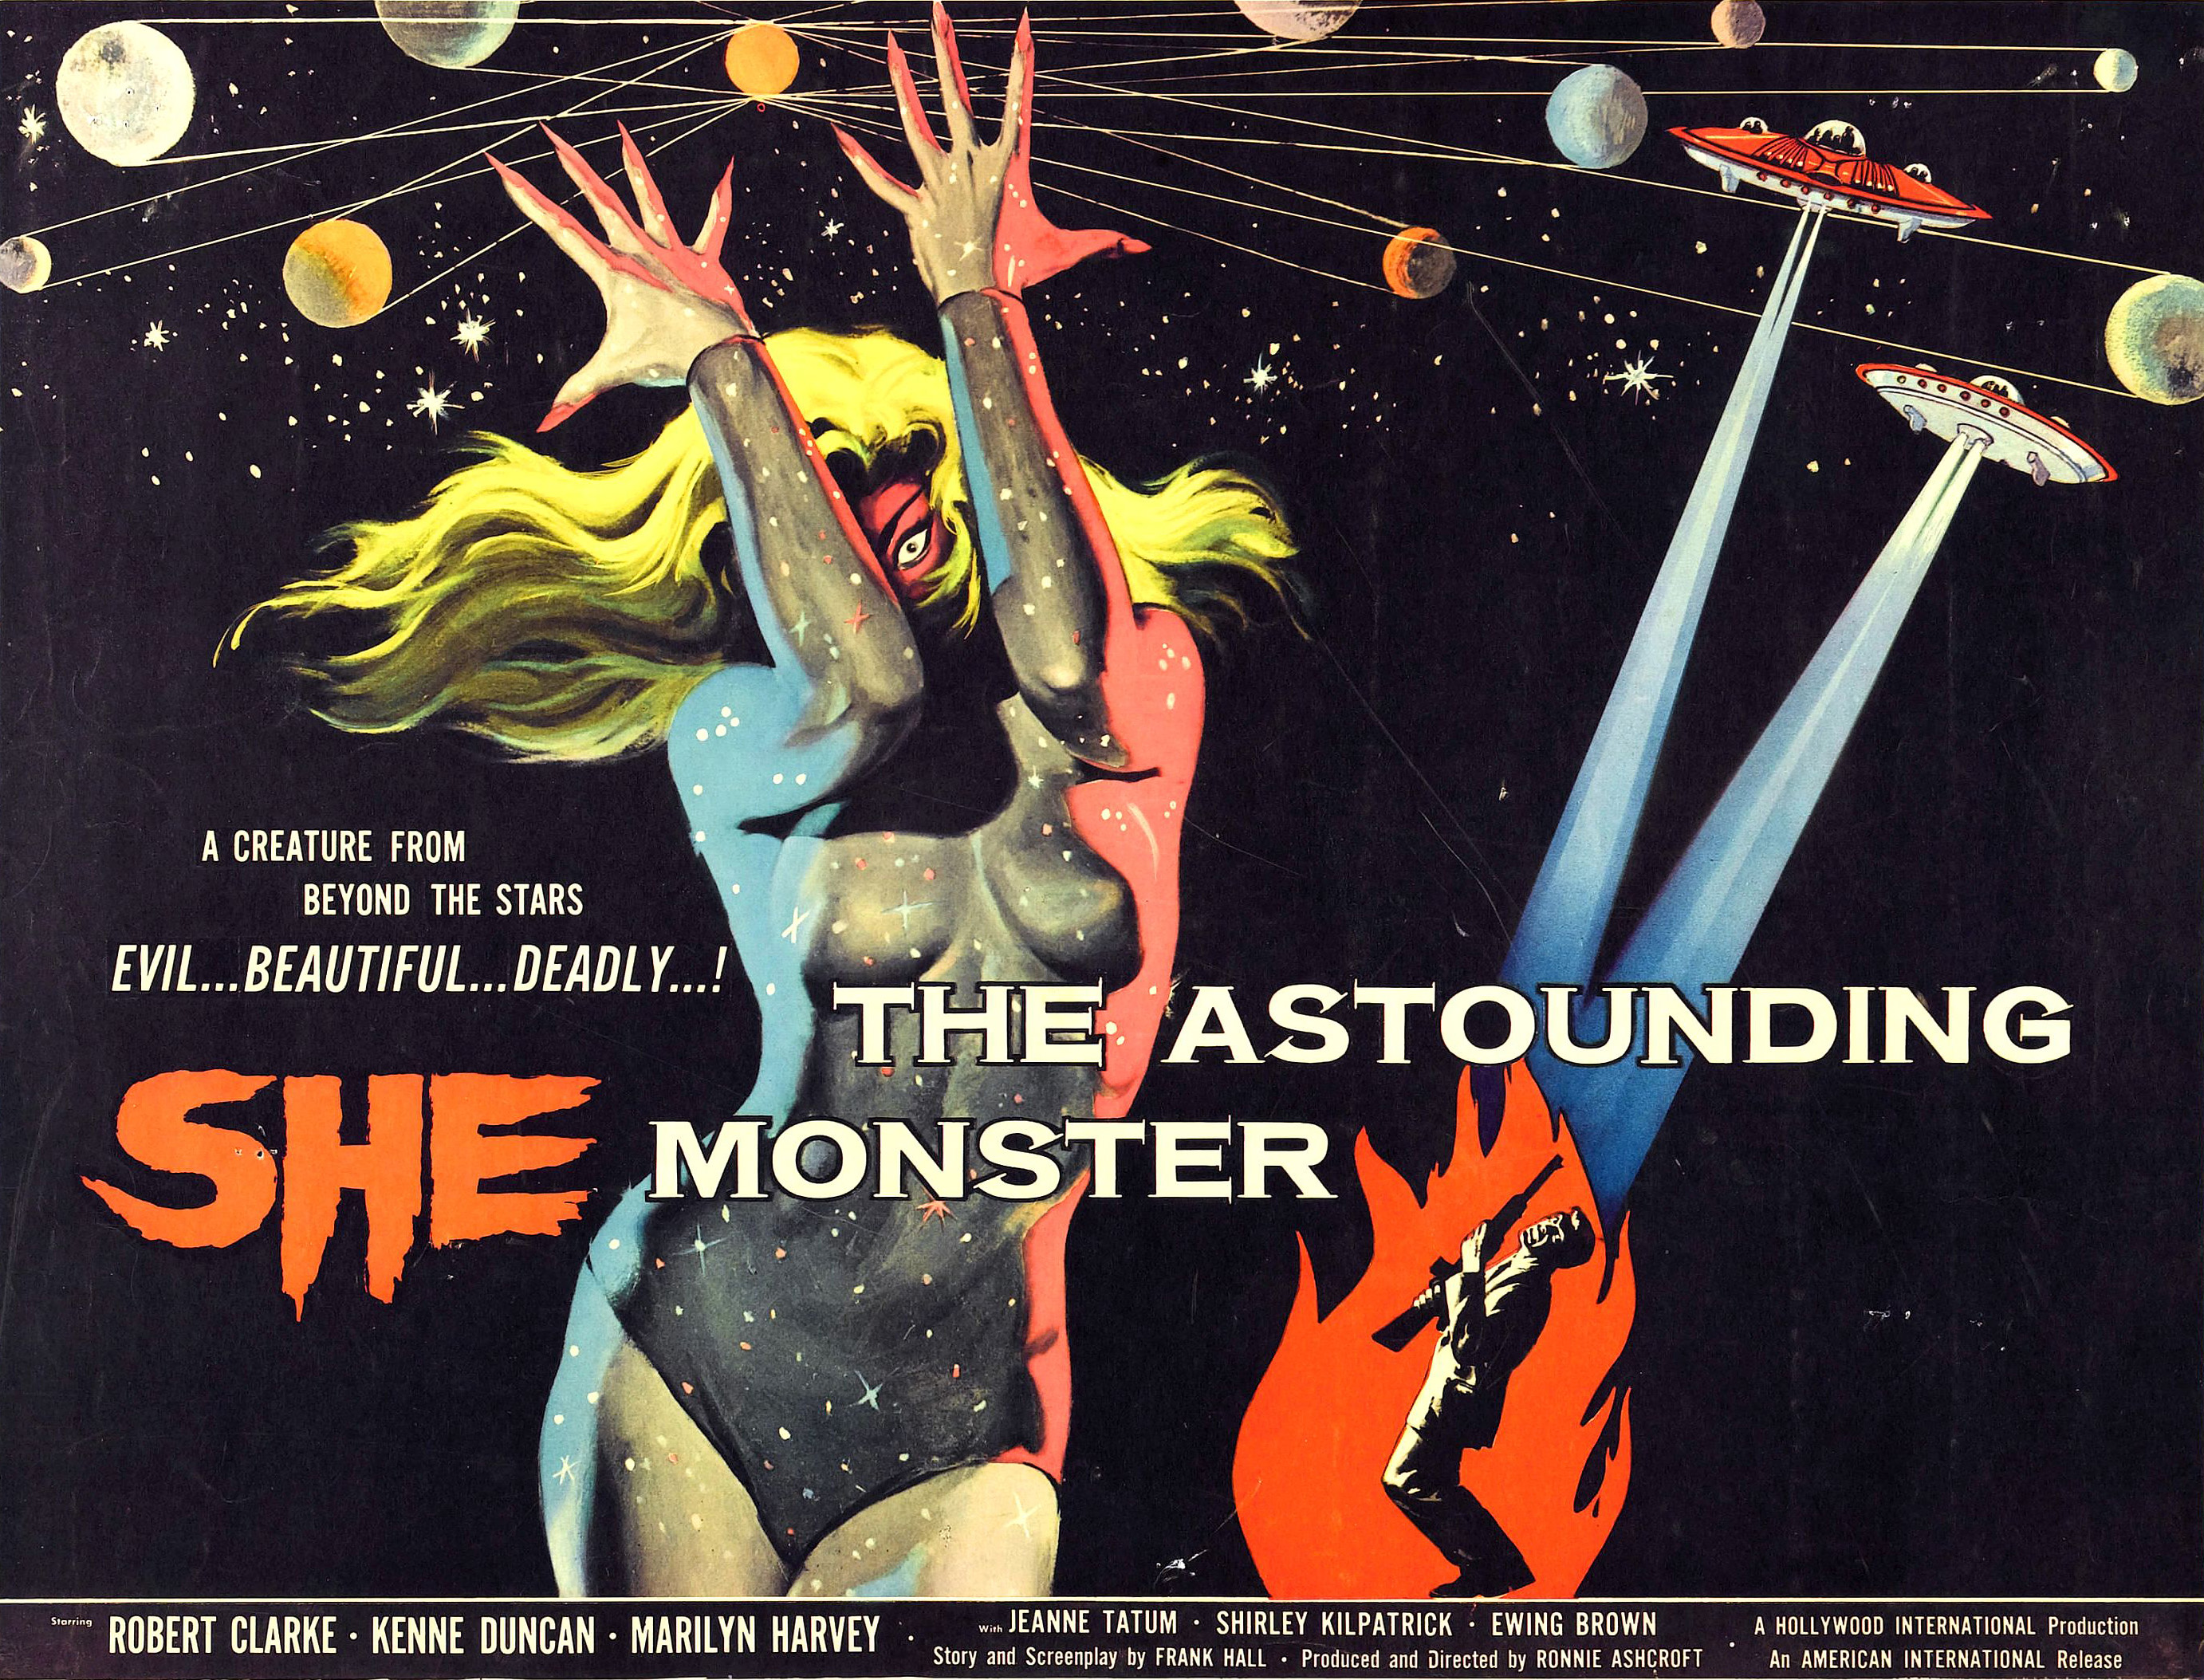 A CREATURE FROM
BEYOND THE STARS
EVIL...BEAUTIFUL...DEADLY...!
THE ASTOUNDING
SHE MONSTER
Starring ROBERT CLARKE · KENNE DUNCAN · MARILYN HARVEY ·
With JEANNE TATUM · SHIRLEY KILPATRICK · EWING BROWN
Story and Screenplay by FRANK HALL · Produced and Directed by RONNIE ASHCROFT ·
A HOLLYWOOD INTERNATIONAL Production
An AMERICAN INTERNATIONAL Release